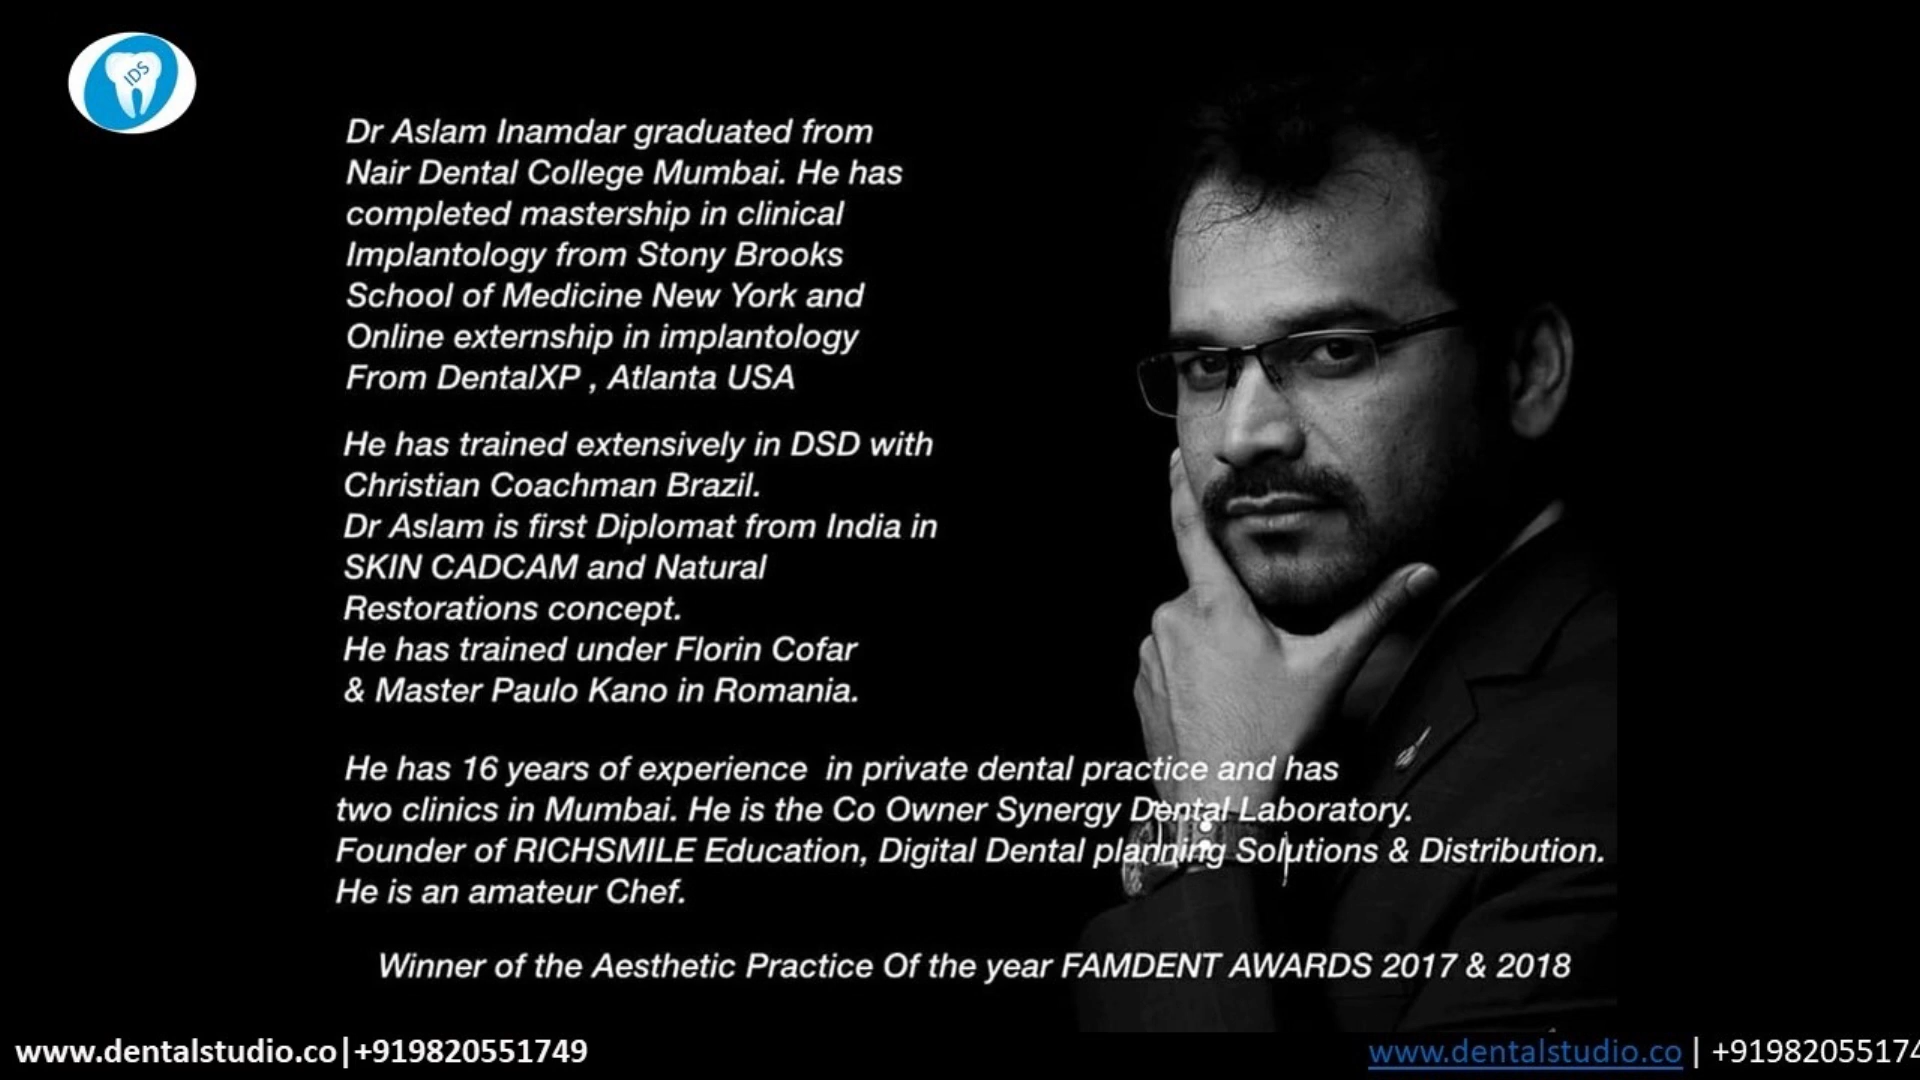 IDS
Dr Aslam Inamdar graduated from
Nair Dental College Mumbai. He has
completed mastership in clinical
Implantology from Stony Brooks
School of Medicine New York and
Online externship in implantology
From DentalXP , Atlanta USA
He has trained extensively in DSD with
Christian Coachman Brazil.
Dr Aslam is first Diplomat from India in
SKIN CADCAM and Natural
Restorations concept.
He has trained under Florin Cofar
& Master Paulo Kano in Romania.
He has 16 years of experience  in private dental practice and has
two clinics in Mumbai. He is the Co Owner Synergy Dental Laboratory.
Founder of RICHSMILE Education, Digital Dental planning Solutions & Distribution.
He is an amateur Chef.
Winner of the Aesthetic Practice Of the year FAMDENT AWARDS 2017 & 2018
www.dentalstudio.co|+919820551749
www.dentalstudio.co | +91982055174